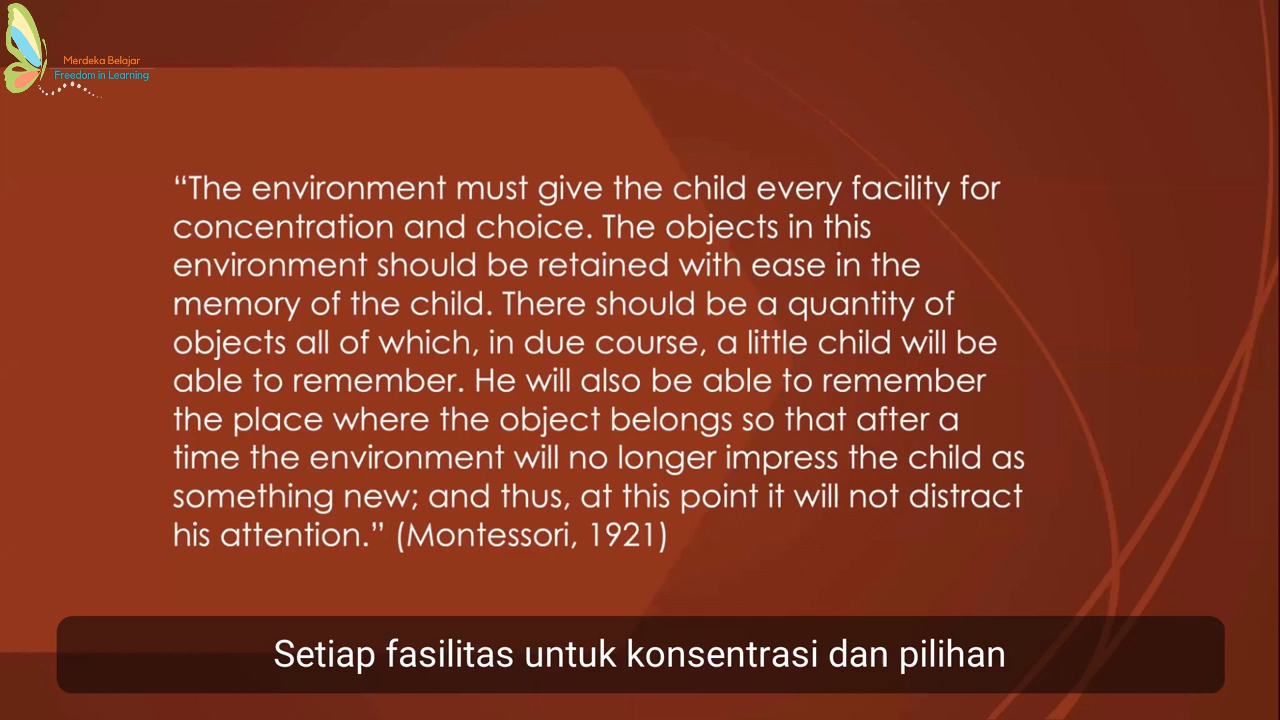 Merdeka Belajar
Freedom in Learning
“The environment must give the child every facility for
concentration and choice. The objects in this
environment should be retained with ease in the
memory of the child. There should be a quantity of
objects all of which, in due course, a little child will be
able to remember. He will also be able to remember
the place where the object belongs so that after a
time the environment will no longer impress the child as
something new; and thus, at this point it will not distract
his attention.” (Montessori, 1921)
Setiap fasilitas untuk konsentrasi dan pilihan